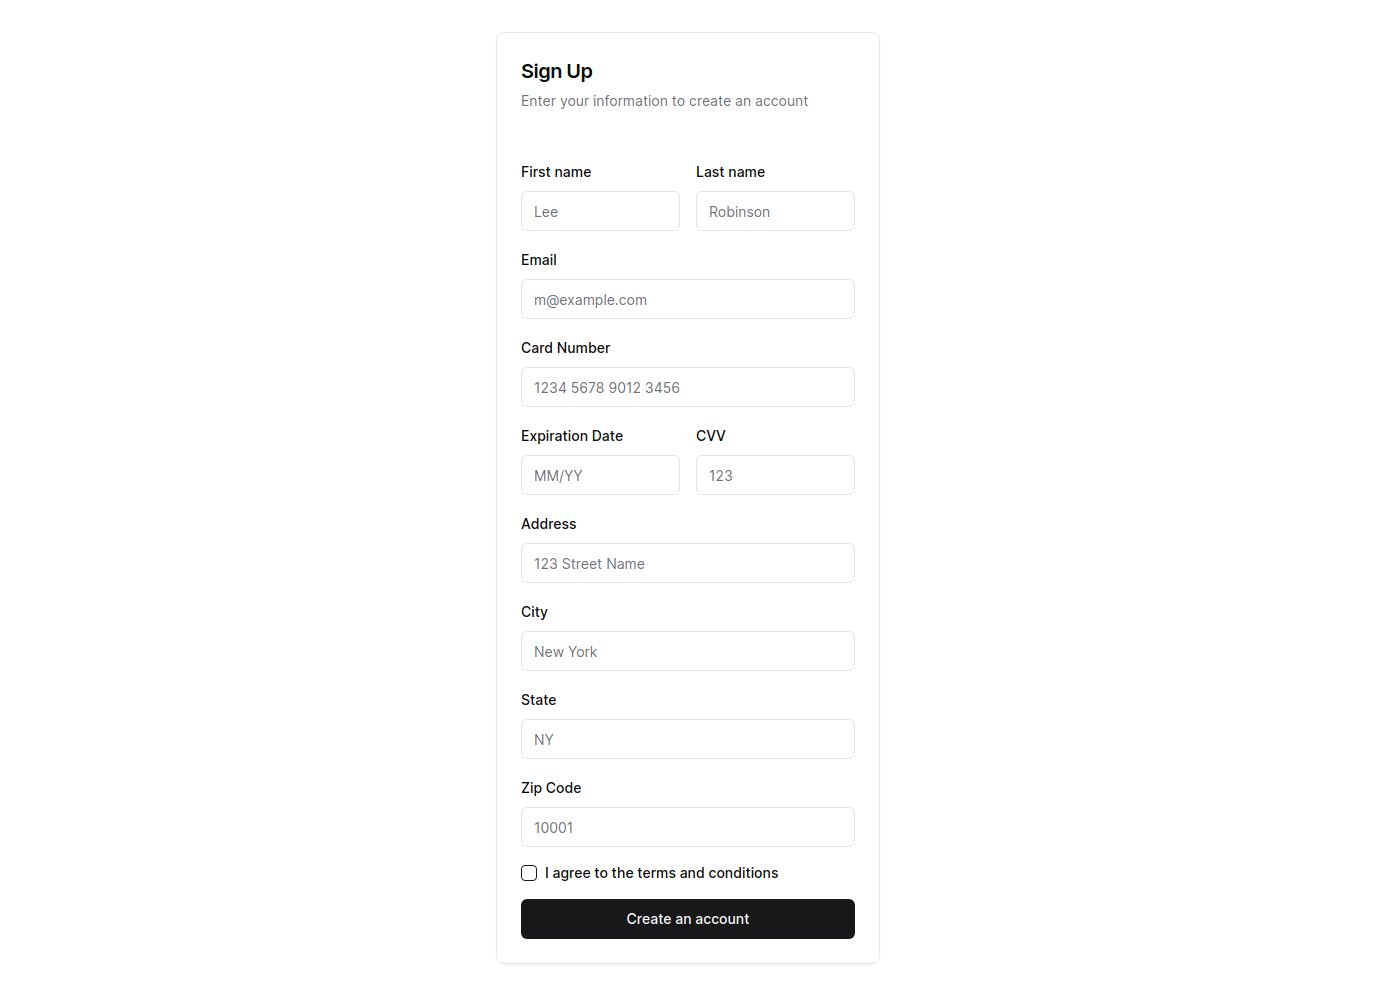 Sign Up
Enter your information to create an account
First name
Last name
Lee
Robinson
Email
m@example.com
Card Number
1234 5678 9012 3456
Expiration Date
CVV
MM/YY
123
Address
123 Street Name
City
New York
State
NY
Zip Code
10001
I agree to the terms and conditions
Create an account